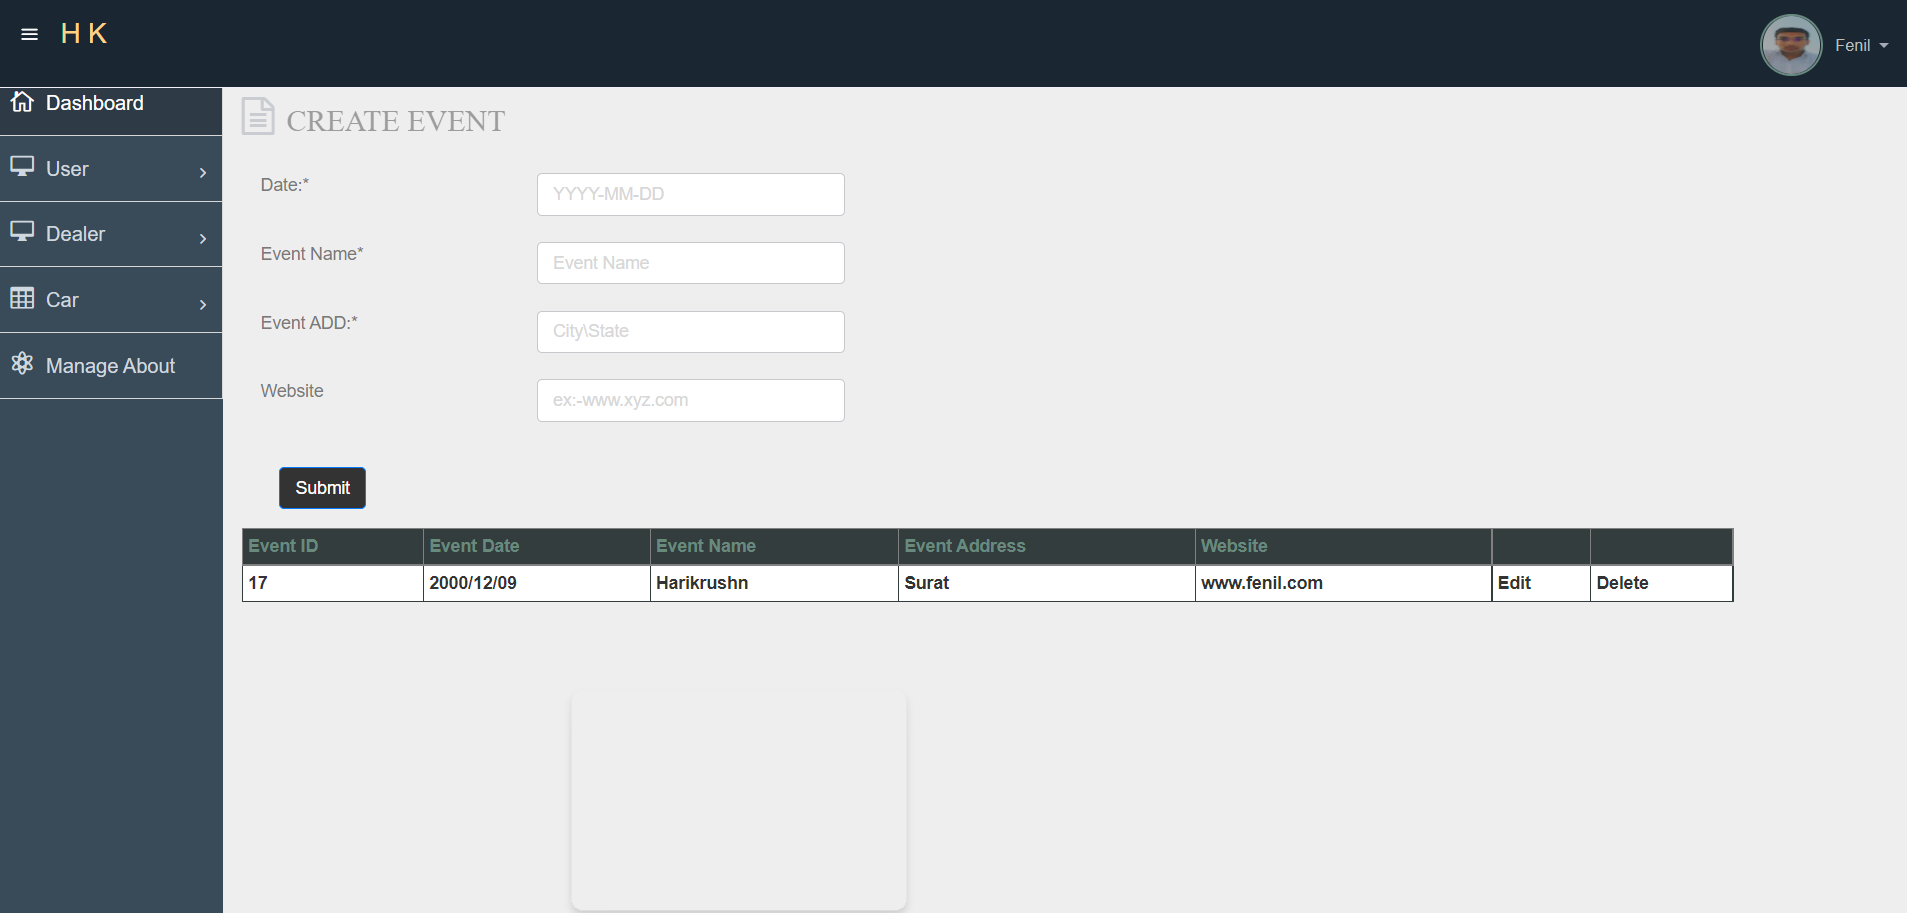 H K
Fenil
Dashboard
User
Dealer
Car
Manage About
CREATE EVENT
Date:*
YYYY-MM-DD
Event Name*
Event Name
Event ADD:*
City\State
Website
ex:-www.xyz.com
Submit
Event ID Event Date Event Name Event Address Website
17 2000/12/09 Harikrushn Surat www.fenil.com Edit Delete